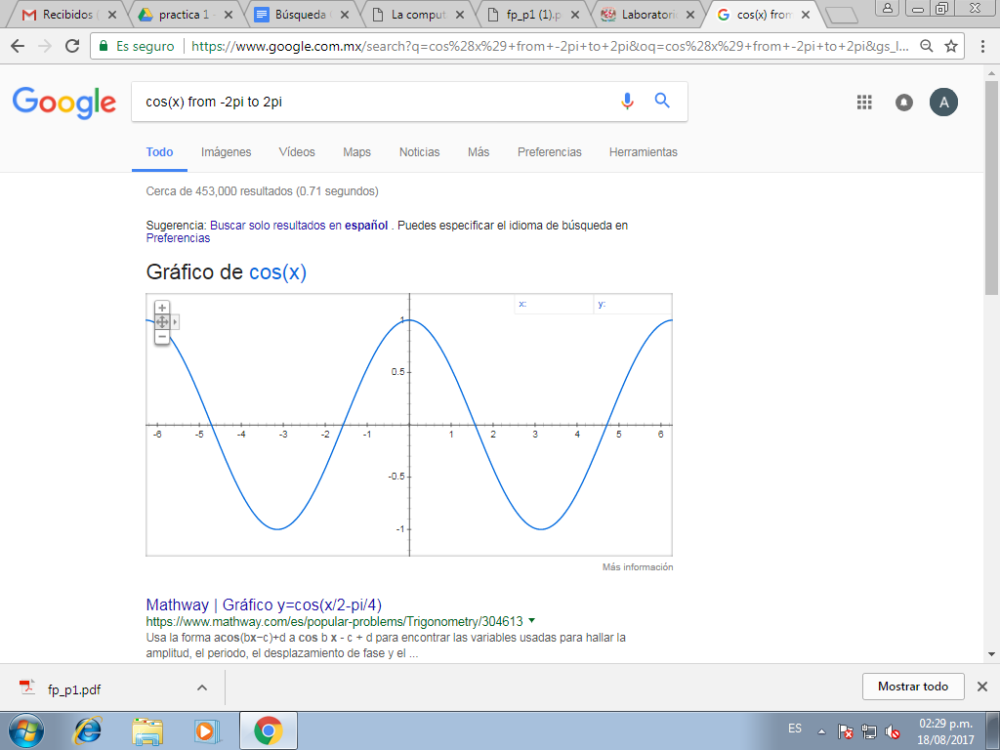 Recibidos
practica 1
Búsqueda
La comput
fp_p1 (1).p
Laboratori
cos(x) from
Es seguro
https://www.google.com.mx/search?q=cos%28x%29+from+-2pi+to+2pi&oq=cos%28x%29+from+-2pi+to+2pi&gs_l...
Google
cos(x) from -2pi to 2pi
A
Todo Imágenes Vídeos Maps Noticias Más Preferencias Herramientas
Cerca de 453,000 resultados (0.71 segundos)
Sugerencia: Buscar solo resultados en español . Puedes especificar el idioma de búsqueda en
Preferencias
Gráfico de cos(x)
x: y:
1
0.5
-6 -5 -4 -3 -2 -1 1 2 3 4 5 6
-0.5
-1
Más información
Mathway | Gráfico y=cos(x/2-pi/4)
https://www.mathway.com/es/popular-problems/Trigonometry/304613
Usa la forma acos(bx−c)+d a cos b x - c + d para encontrar las variables usadas para hallar la
amplitud, el periodo, el desplazamiento de fase y el ...
fp_p1.pdf
Mostrar todo
ES
02:29 p.m.
18/08/2017